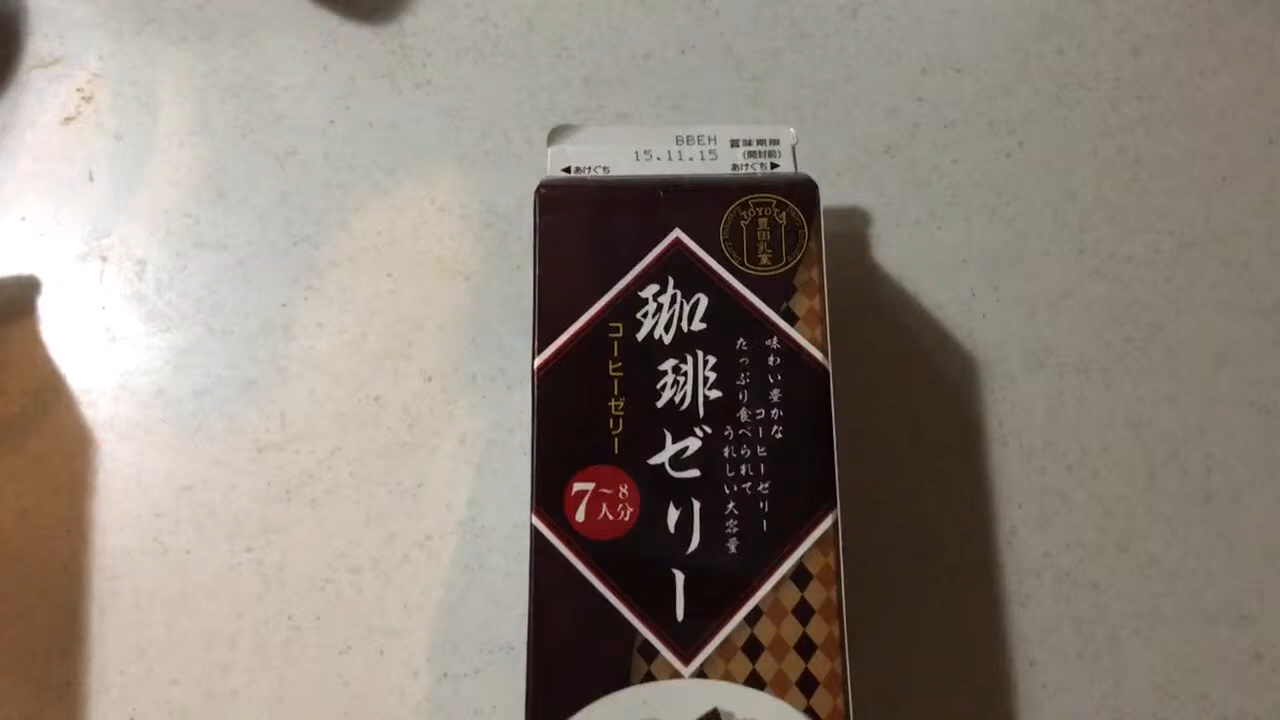 BBEH 賞味期限
15.11.15 (開封前)
◀あけぐち
あけぐち▶
TOYOTA
豊田乳業
珈琲ゼリー
コーヒーゼリー
味わい豊かな
コーヒーゼリー
たっぷり食べられて
うれしい大容量
7～8人分